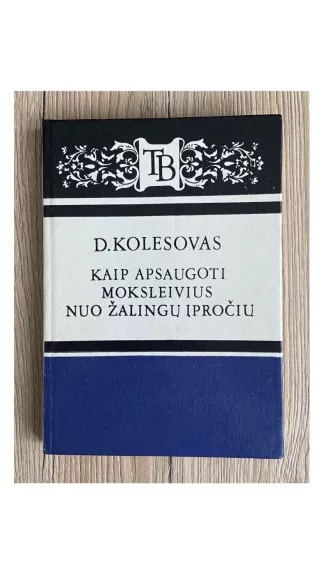 TB
D.KOLESOVAS
KAIP APSAUGOTI
MOKSLEIVIUS
NUO ŽALINGŲ ĮPROČIŲ